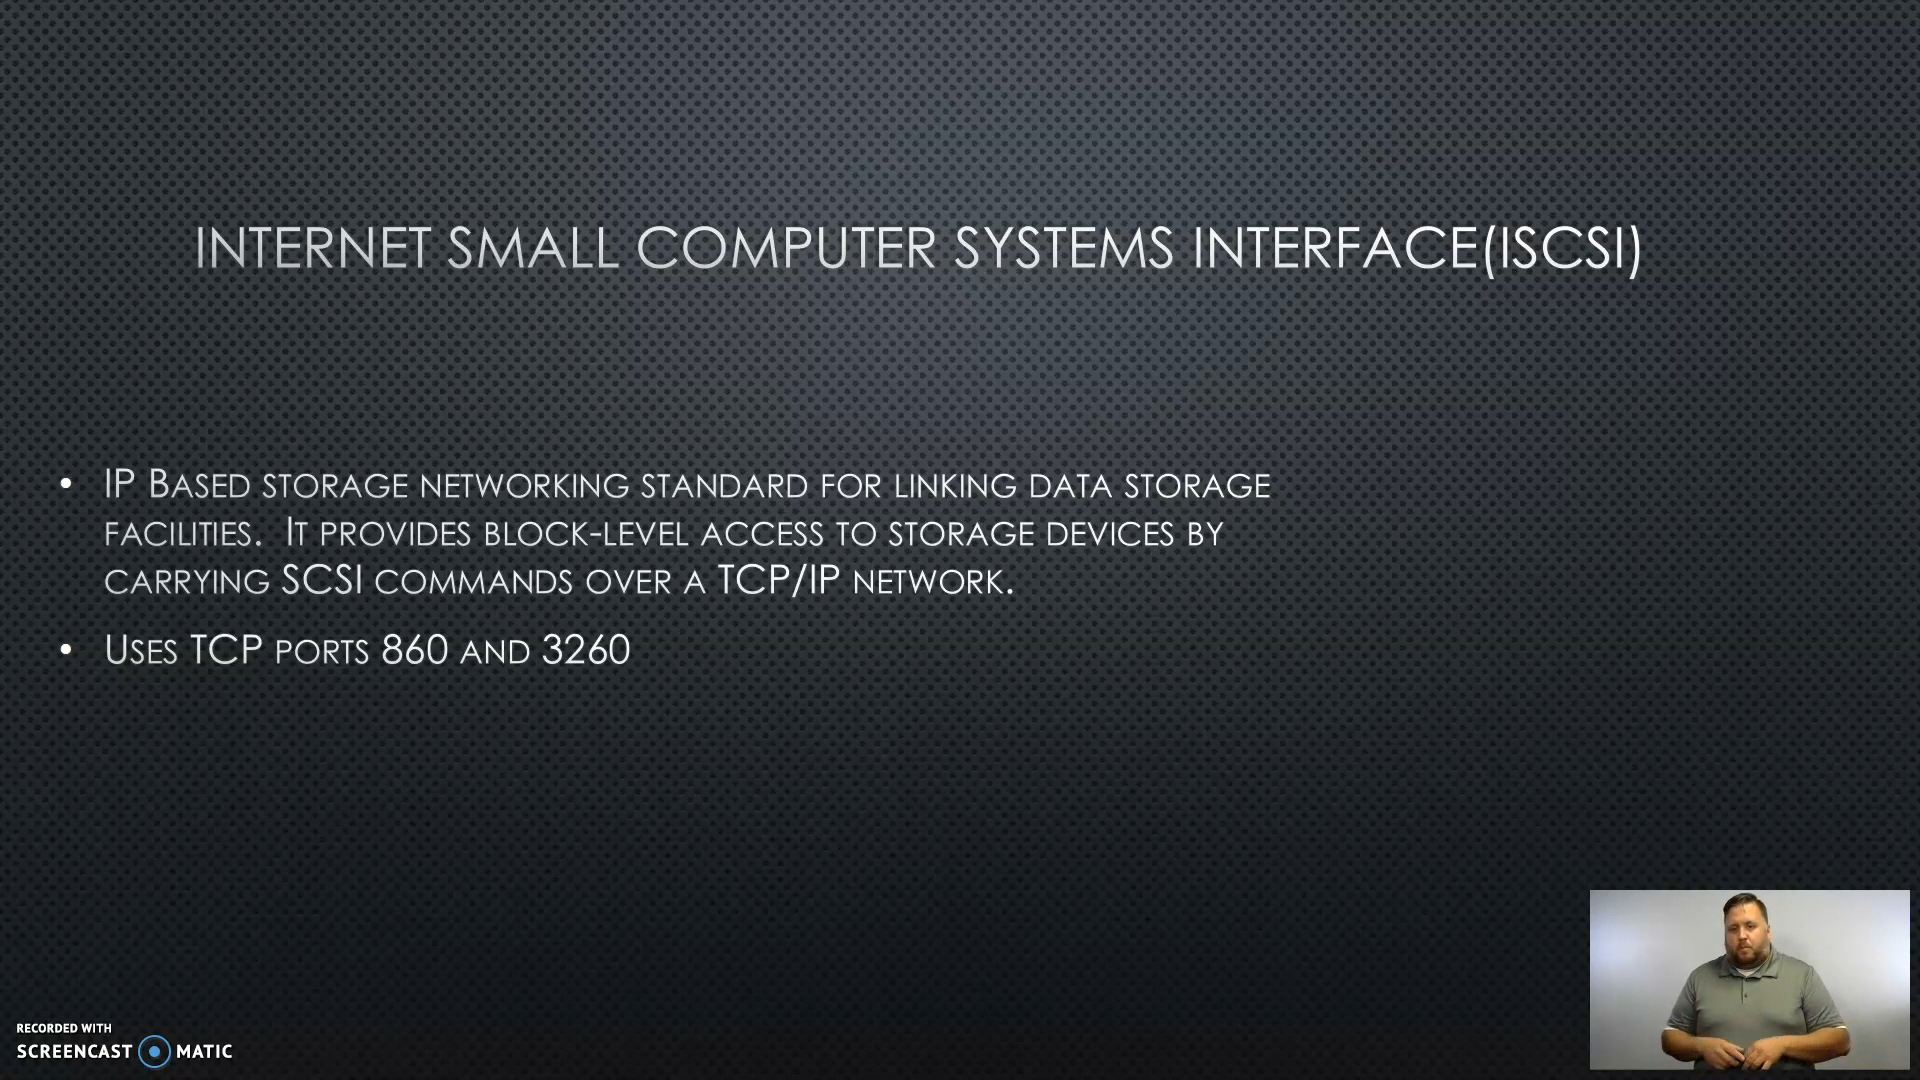 INTERNET SMALL COMPUTER SYSTEMS INTERFACE(ISCSI)
• IP BASED STORAGE NETWORKING STANDARD FOR LINKING DATA STORAGE
FACILITIES. IT PROVIDES BLOCK-LEVEL ACCESS TO STORAGE DEVICES BY
CARRYING SCSI COMMANDS OVER A TCP/IP NETWORK.
• USES TCP PORTS 860 AND 3260
RECORDED WITH
SCREENCAST MATIC